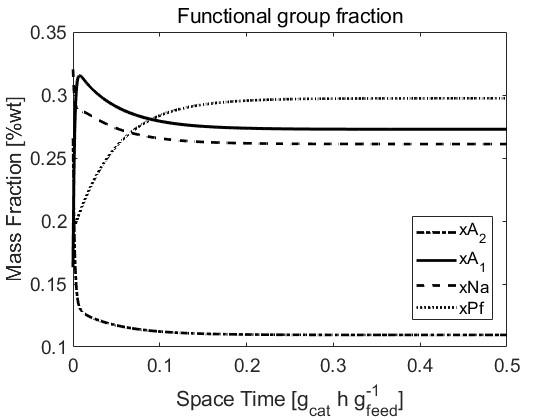 Functional group fraction
Mass Fraction [%wt]
0.35
0.3
0.25
0.2
0.15
0.1
xA2
xA1
xNa
xPf
0 0.1 0.2 0.3 0.4 0.5
Space Time [gcat h g-1feed]